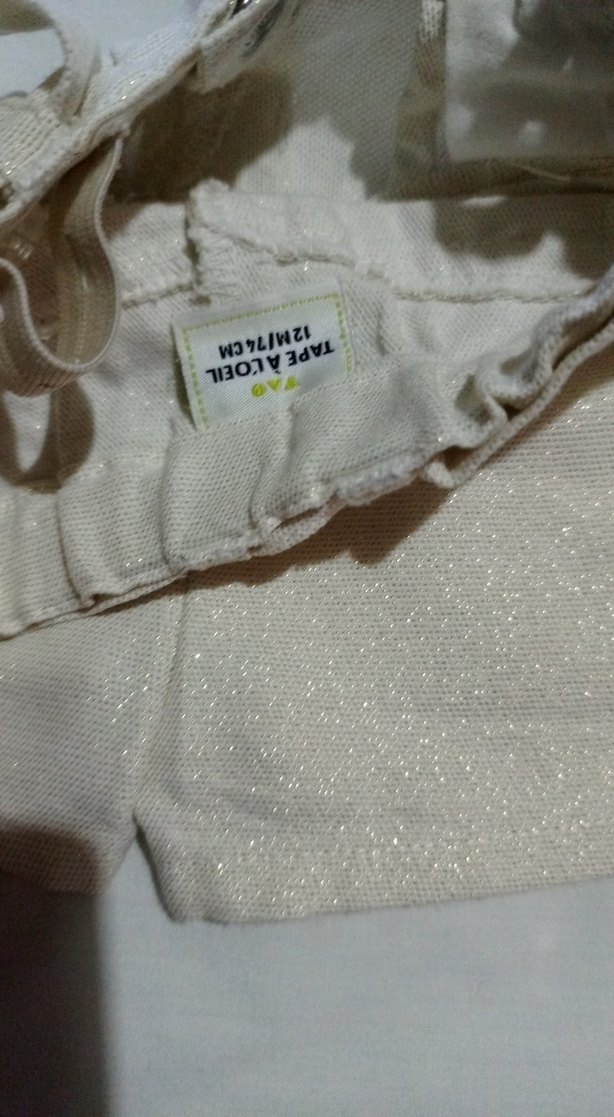 TAO
TAPE À L'OEIL
12M/74CM